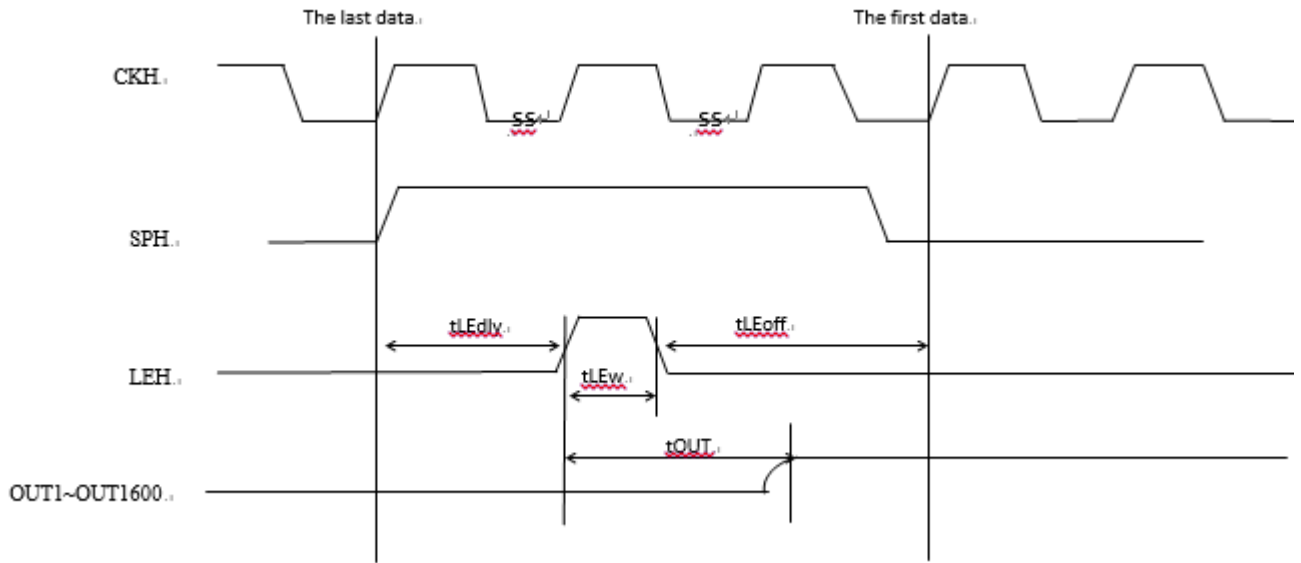 The last data.
The first data.
CKH.
SS
SS
SPH.
tLEdly.
tLEoff.
LEH.
tLEw.
tOUT.
OUT1~OUT1600.